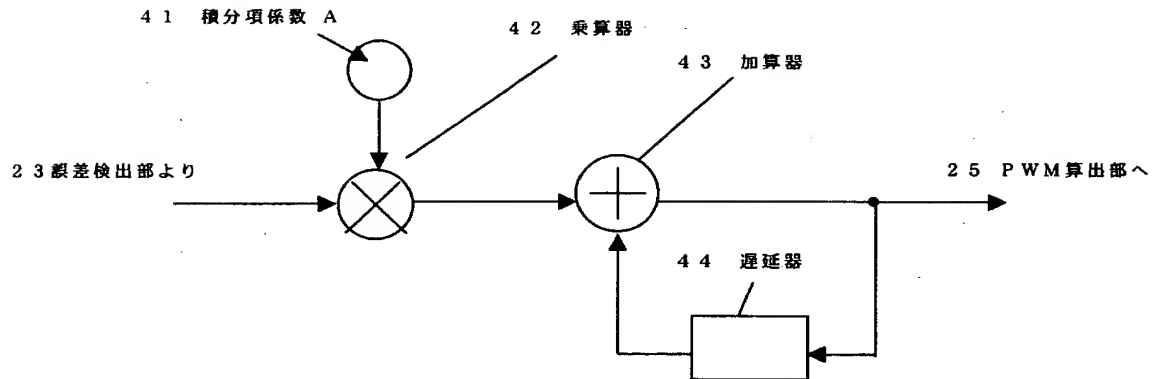 ４１　積分項係数 A
４２　乗算器
４３　加算器
２３誤差検出部より
２５　ＰＷＭ算出部へ
４４　遅延器